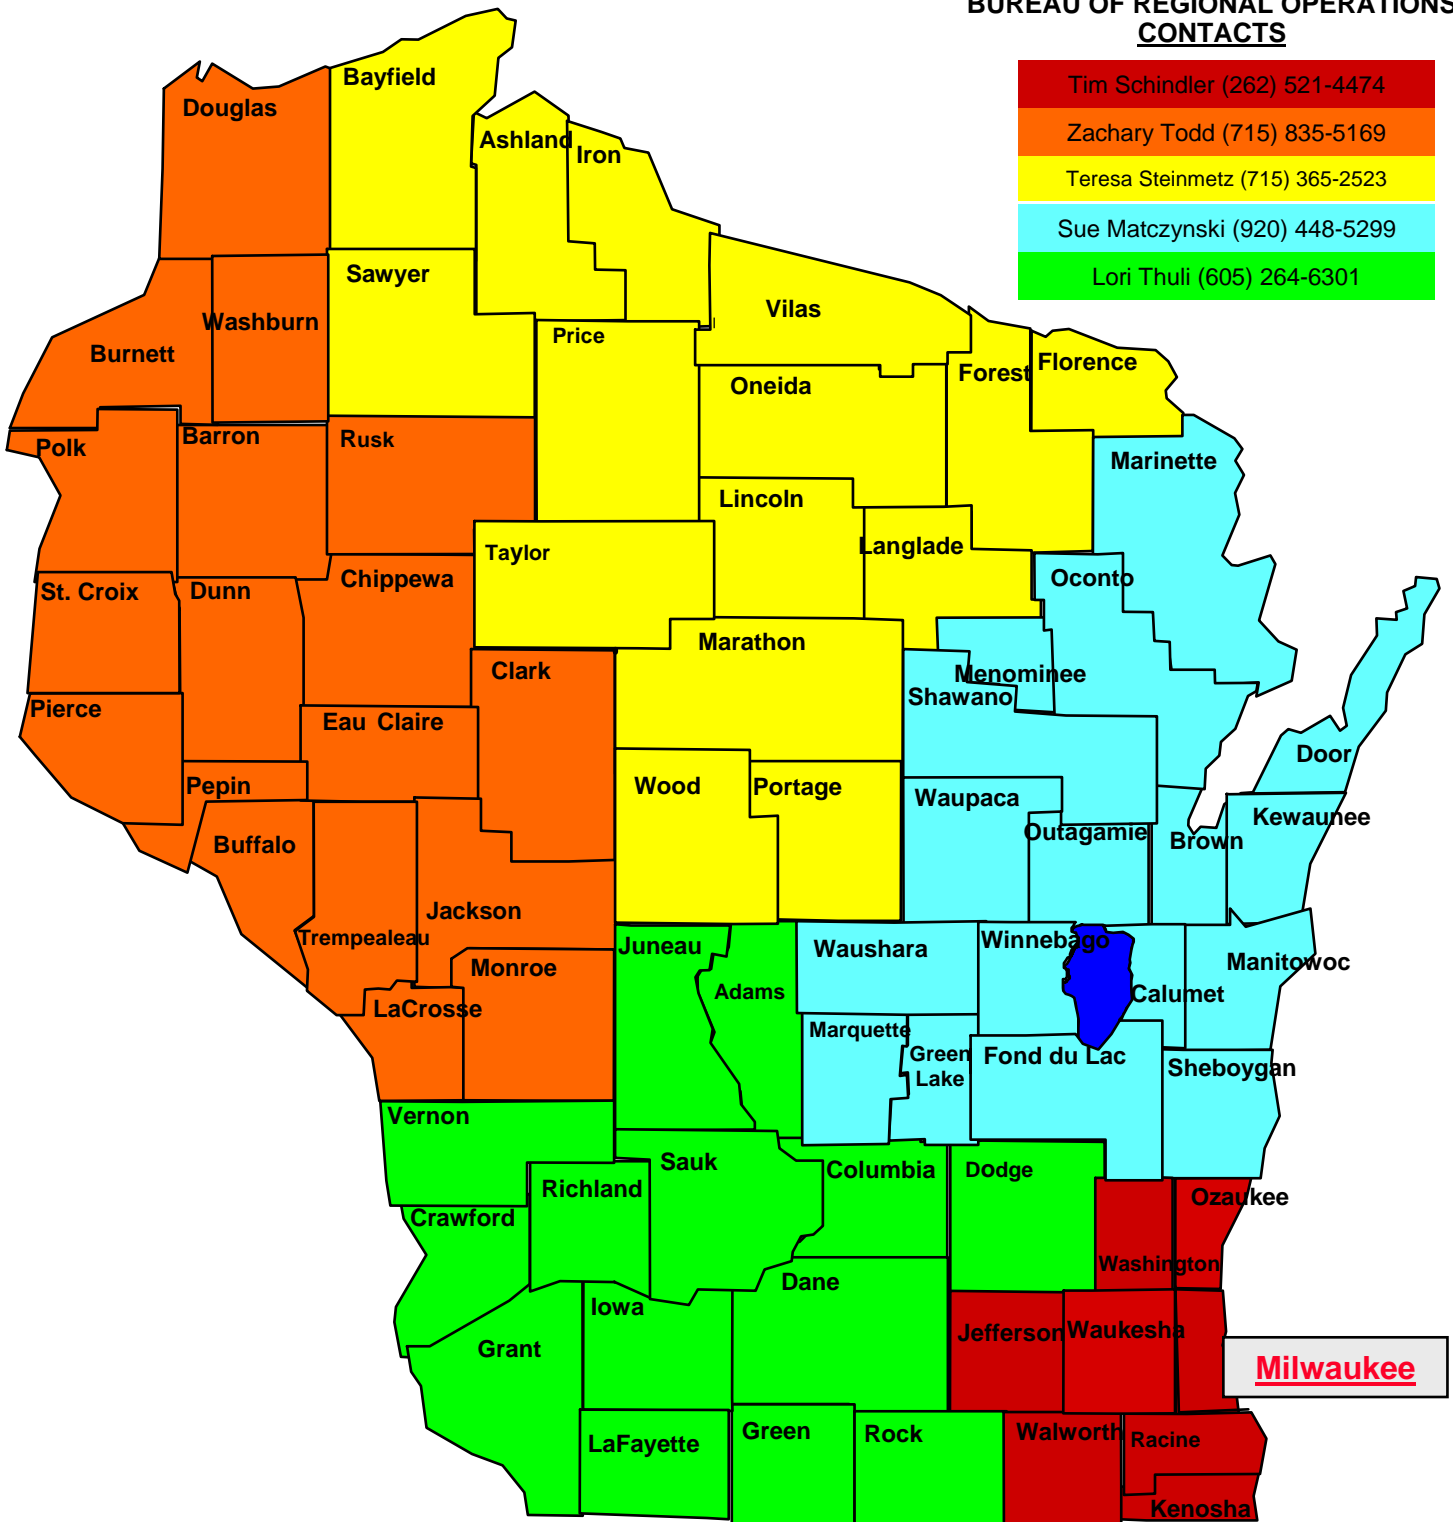 BUREAU OF REGIONAL OPERATIONS
CONTACTS
Tim Schindler (262) 521-4474
Zachary Todd (715) 835-5169
Teresa Steinmetz (715) 365-2523
Sue Matczynski (920) 448-5299
Lori Thuli (605) 264-6301
Bayfield
Douglas
Ashland
Iron
Sawyer
Vilas
Washburn
Price
Burnett
Florence
Forest
Oneida
Barron
Rusk
Polk
Marinette
Lincoln
Langlade
Taylor
Chippewa
Oconto
St. Croix
Dunn
Marathon
Clark
Menominee
Shawano
Pierce
Eau Claire
Door
Pepin
Wood
Portage
Waupaca
Kewaunee
Outagamie
Brown
Buffalo
Jackson
Trempealeau
Juneau
Waushara
Winnebago
Manitowoc
Monroe
Adams
Calumet
LaCrosse
Marquette
Green
Lake
Fond du Lac
Sheboygan
Vernon
Sauk
Columbia
Dodge
Richland
Ozaukee
Crawford
Washington
Dane
Iowa
Jefferson
Waukesha
Grant
Milwaukee
LaFayette
Green
Rock
Walworth
Racine
Kenosha